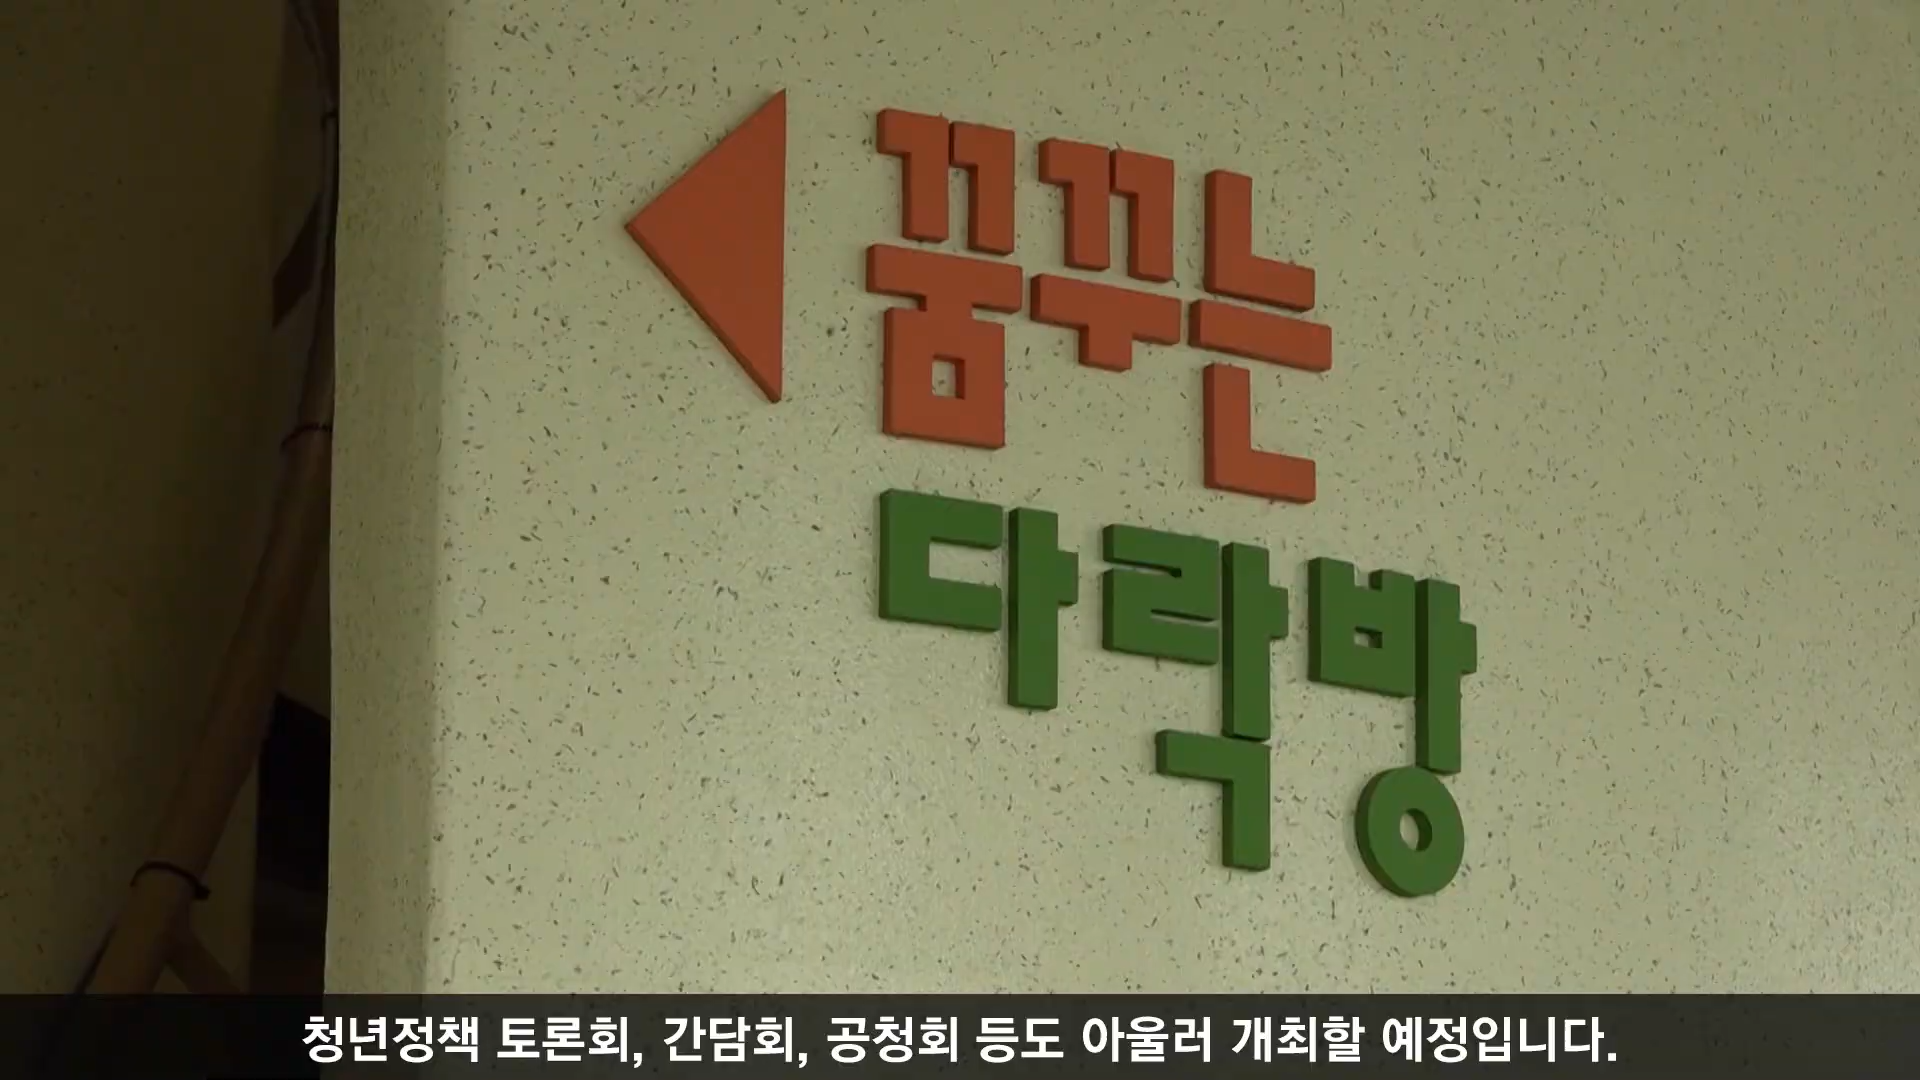 꿈꾸는
다락방
청년정책 토론회, 간담회, 공청회 등도 아울러 개최할 예정입니다.